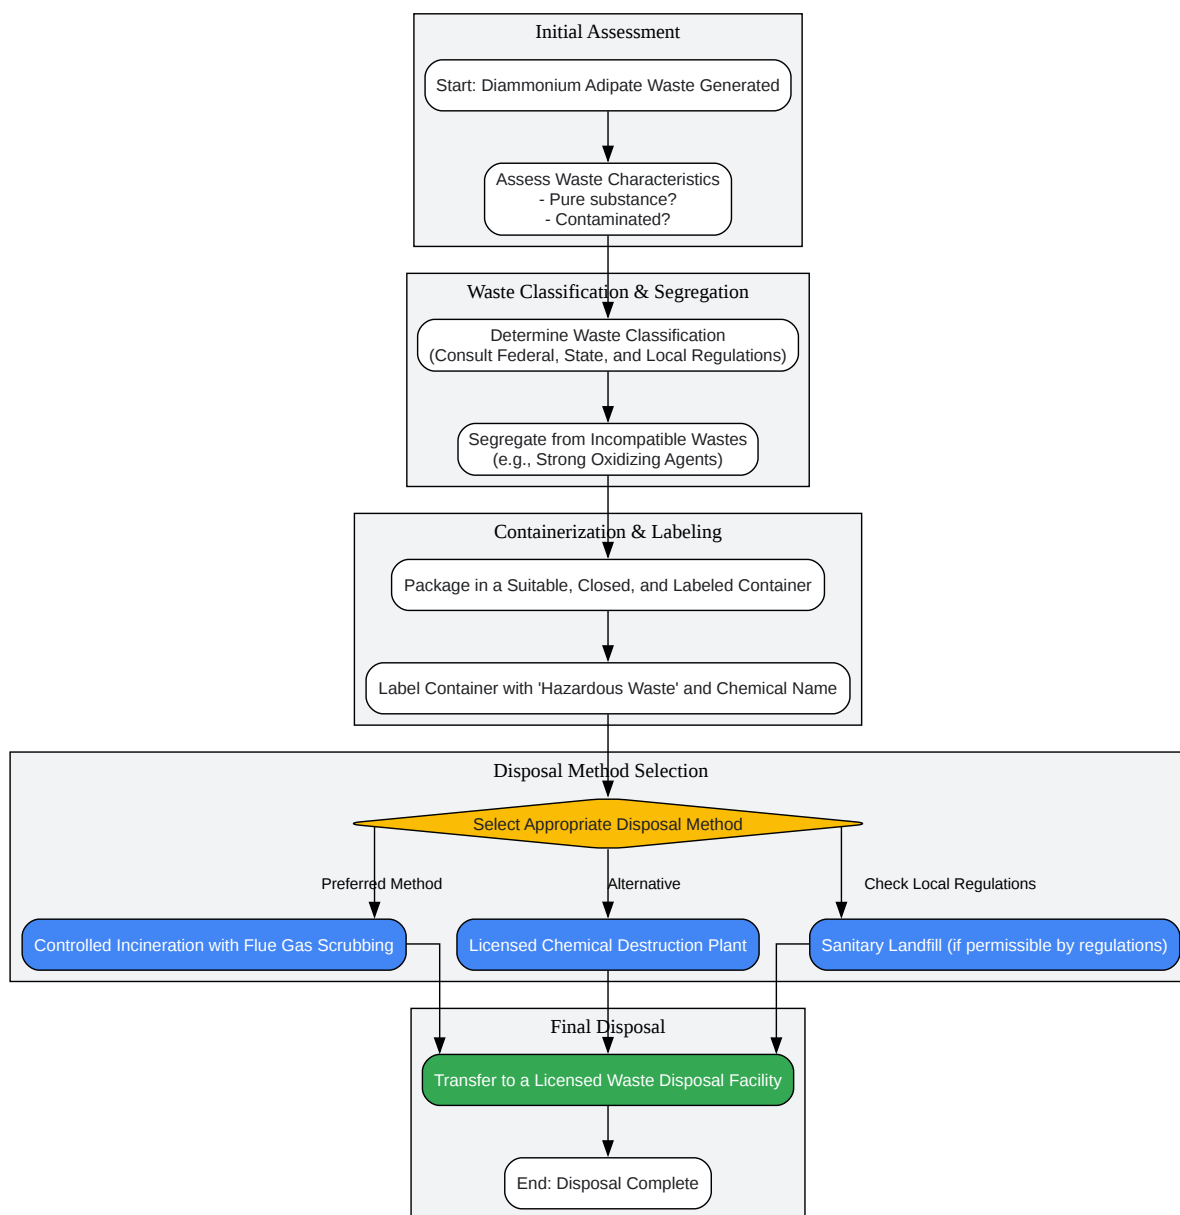 Initial Assessment
Start: Diammonium Adipate Waste Generated
Assess Waste Characteristics
- Pure substance?
- Contaminated?
Waste Classification & Segregation
Determine Waste Classification
(Consult Federal, State, and Local Regulations)
Segregate from Incompatible Wastes
(e.g., Strong Oxidizing Agents)
Containerization & Labeling
Package in a Suitable, Closed, and Labeled Container
Label Container with 'Hazardous Waste' and Chemical Name
Disposal Method Selection
Select Appropriate Disposal Method
Preferred Method
Alternative
Check Local Regulations
Controlled Incineration with Flue Gas Scrubbing
Licensed Chemical Destruction Plant
Sanitary Landfill (if permissible by regulations)
Final Disposal
Transfer to a Licensed Waste Disposal Facility
End: Disposal Complete